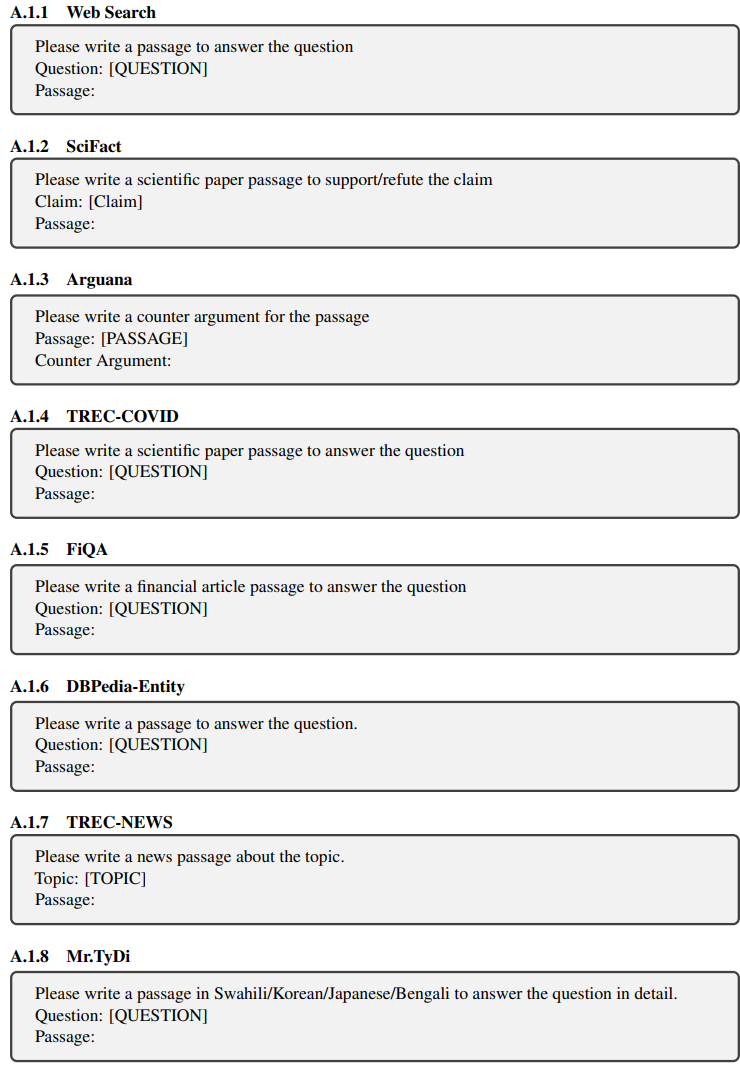 A.1.1 Web Search
Please write a passage to answer the question
Question: [QUESTION]
Passage:
A.1.2 SciFact
Please write a scientific paper passage to support/refute the claim
Claim: [Claim]
Passage:
A.1.3 Arguana
Please write a counter argument for the passage
Passage: [PASSAGE]
Counter Argument:
A.1.4 TREC-COVID
Please write a scientific paper passage to answer the question
Question: [QUESTION]
Passage:
A.1.5 FiQA
Please write a financial article passage to answer the question
Question: [QUESTION]
Passage:
A.1.6 DBPedia-Entity
Please write a passage to answer the question.
Question: [QUESTION]
Passage:
A.1.7 TREC-NEWS
Please write a news passage about the topic.
Topic: [TOPIC]
Passage:
A.1.8 Mr.TyDi
Please write a passage in Swahili/Korean/Japanese/Bengali to answer the question in detail.
Question: [QUESTION]
Passage: